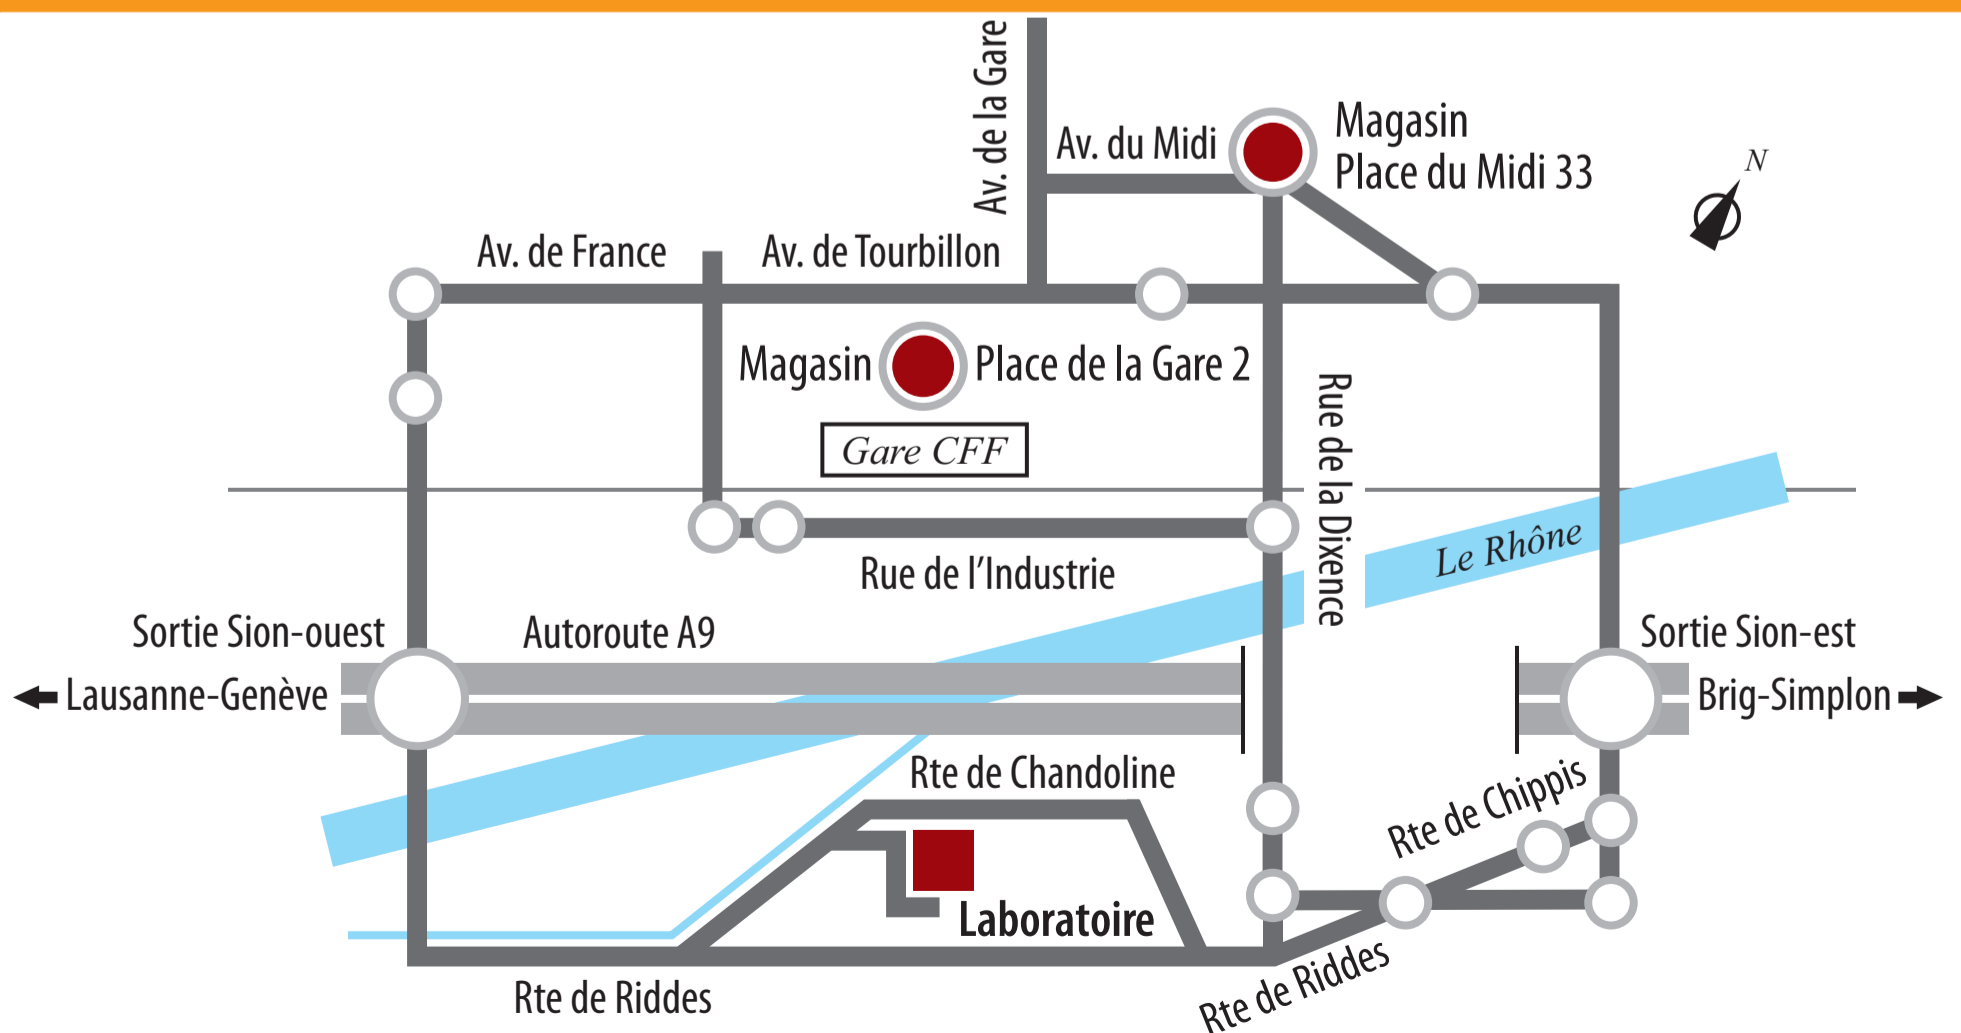 Av. de la Gare
Av. du Midi
Magasin
Place du Midi 33
N
Av. de France
Av. de Tourbillon
Magasin
Place de la Gare 2
Gare CFF
Rue de la Dixence
Le Rhône
Rue de l'Industrie
Sortie Sion-ouest
Autoroute A9
Sortie Sion-est
Lausanne-Genève
Brig-Simplon
Rte de Chandoline
Rte de Chippis
Laboratoire
Rte de Riddes
Rte de Riddes